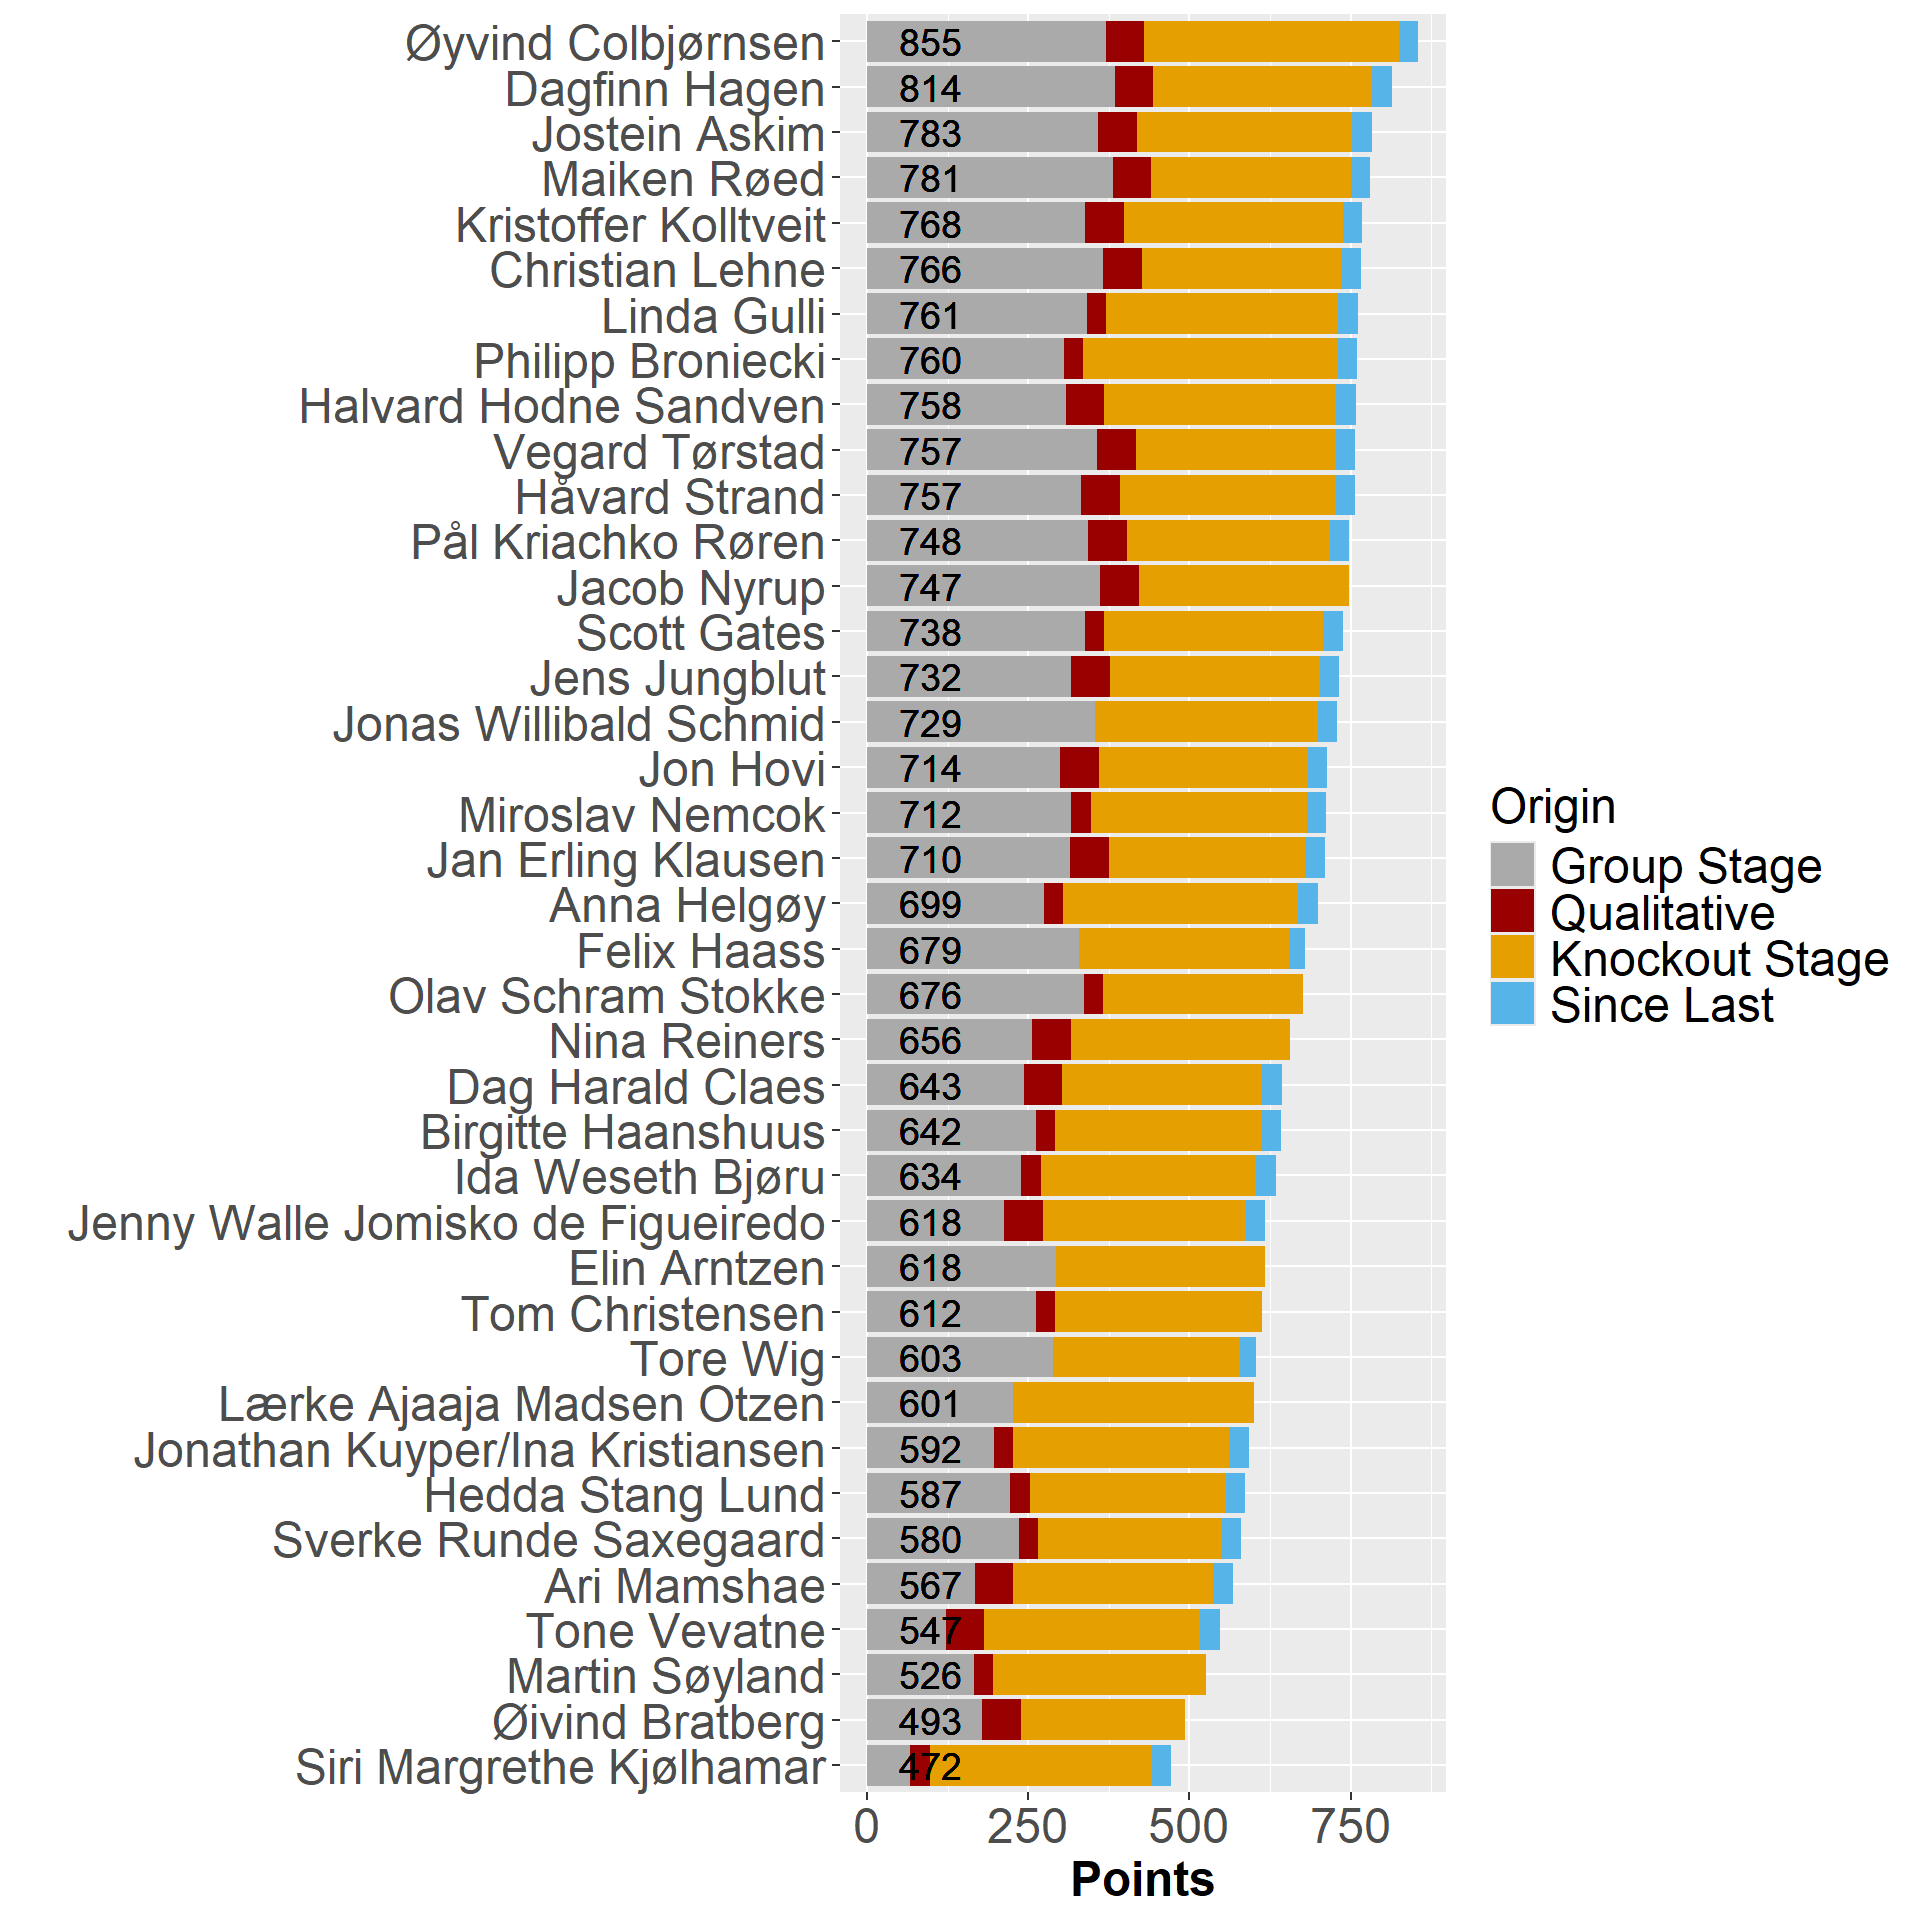 Øyvind Colbjørnsen 855
Dagfinn Hagen 814
Jostein Askim 783
Maiken Røed 781
Kristoffer Kolltveit 768
Christian Lehne 766
Linda Gulli 761
Philipp Broniecki 760
Halvard Hodne Sandven 758
Vegard Tørstad 757
Håvard Strand 757
Pål Kriachko Røren 748
Jacob Nyrup 747
Scott Gates 738
Jens Jungblut 732
Jonas Willibald Schmid 729
Jon Hovi 714
Miroslav Nemcok 712
Jan Erling Klausen 710
Anna Helgøy 699
Felix Haass 679
Olav Schram Stokke 676
Nina Reiners 656
Dag Harald Claes 643
Birgitte Haanshuus 642
Ida Weseth Bjøru 634
Jenny Walle Jomisko de Figueiredo 618
Elin Arntzen 618
Tom Christensen 612
Tore Wig 603
Lærke Ajaaja Madsen Otzen 601
Jonathan Kuyper/Ina Kristiansen 592
Hedda Stang Lund 587
Sverke Runde Saxegaard 580
Ari Mamshae 567
Tone Vevatne 547
Martin Søyland 526
Øivind Bratberg 493
Siri Margrethe Kjølhamar 472
0 250 500 750
Points
Origin
Group Stage
Qualitative
Knockout Stage
Since Last